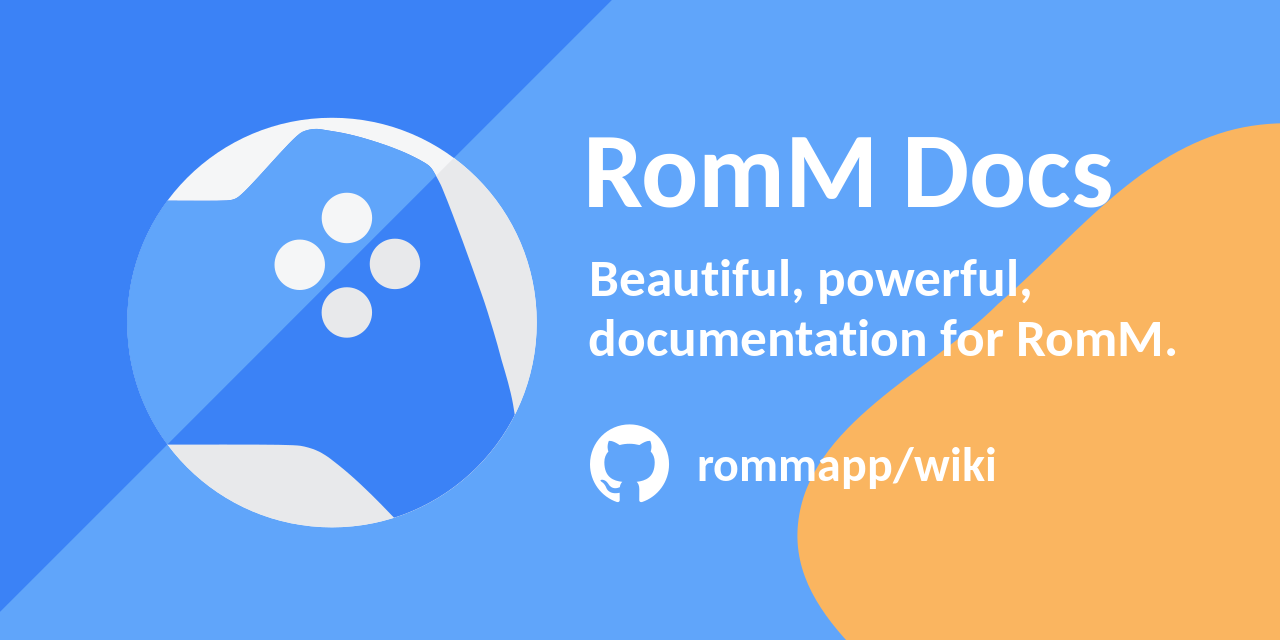 RomM Docs
Beautiful, powerful,
documentation for RomM.
rommapp/wiki